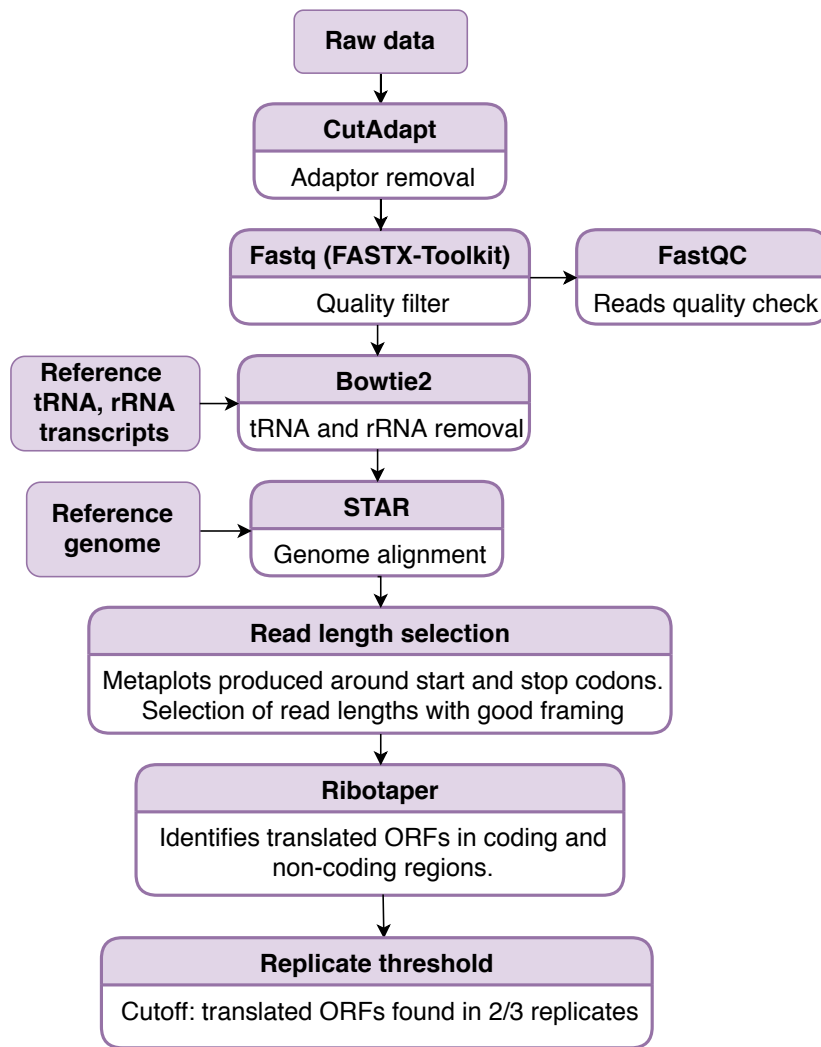 Raw data
CutAdapt
Adaptor removal
Fastq (FASTX-Toolkit)
Quality filter
FastQC
Reads quality check
Reference
tRNA, rRNA
transcripts
Bowtie2
tRNA and rRNA removal
Reference
genome
STAR
Genome alignment
Read length selection
Metaplots produced around start and stop codons.
Selection of read lengths with good framing
Ribotaper
Identifies translated ORFs in coding and
non-coding regions.
Replicate threshold
Cutoff: translated ORFs found in 2/3 replicates